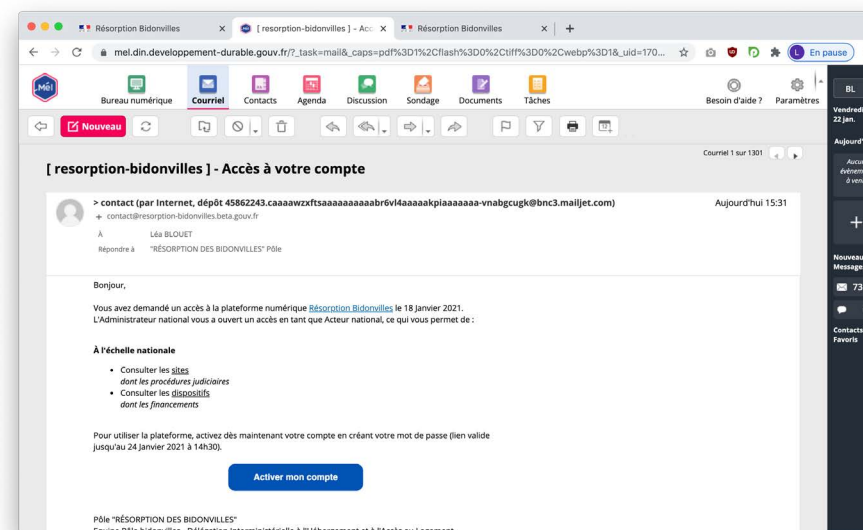 Résorption Bidonvilles × [ resorption-bidonvilles ] - Acc × Résorption Bidonvilles × +
mel.din.developpement-durable.gouv.fr/?_task=mail&_caps=pdf%3D1%2Cflash%3D0%2Ctiff%3D0%2Cwebp%3D1&_uid=170... L En pause
Mél
Bureau numérique Courriel Contacts Agenda Discussion Sondage Documents Tâches Besoin d'aide ? Paramètres
BL
Vendredi
22 jan.
Nouveau
Aujourd'
[ resorption-bidonvilles ] - Accès à votre compte
Courriel 1 sur 1301
> contact (par Internet, dépôt 45862243.caaaawzxftsaaaaaaaaaabr6vl4aaaaakpiaaaaaaa-vnabgcugk@bnc3.mailjet.com) Aujourd'hui 15:31
+ contact@resorption-bidonvilles.beta.gouv.fr
À Léa BLOUET
Répondre à "RÉSORPTION DES BIDONVILLES" Pôle
+
Nouveau
Message
73
Contacts
Favoris
Bonjour,
Vous avez demandé un accès à la plateforme numérique Résorption Bidonvilles le 18 Janvier 2021.
L'Administrateur national vous a ouvert un accès en tant que Acteur national, ce qui vous permet de :
À l'échelle nationale
• Consulter les sites
dont les procédures judiciaires
• Consulter les dispositifs
dont les financements
Pour utiliser la plateforme, activez dès maintenant votre compte en créant votre mot de passe (lien valide
jusqu'au 24 Janvier 2021 à 14h30).
Activer mon compte
Pôle "RÉSORPTION DES BIDONVILLES"